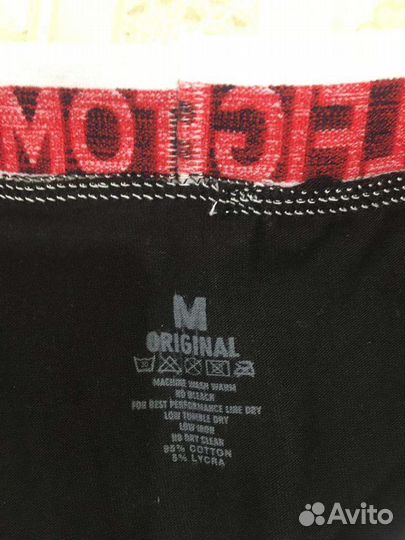 MOT
M
ORIGINAL
MACHINE WASH WARM
NO BLEACH
FOR BEST PERFORMANCE LINE DRY
LOW TUMBLE DRY
LOW IRON
NO DRY CLEAN
95% COTTON
5% LYCRA
Avito